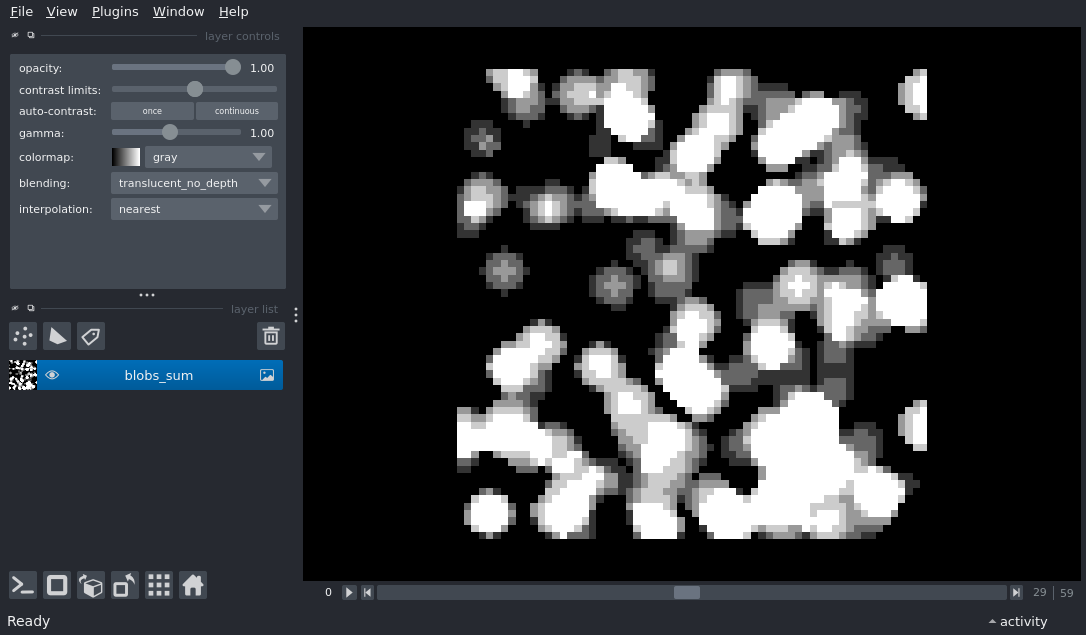 File View Plugins Window Help
layer controls
opacity: 1.00
contrast limits:
auto-contrast: once continuous
gamma: 1.00
colormap: gray
blending: translucent_no_depth
interpolation: nearest
layer list
blobs_sum
0 29 59
Ready activity